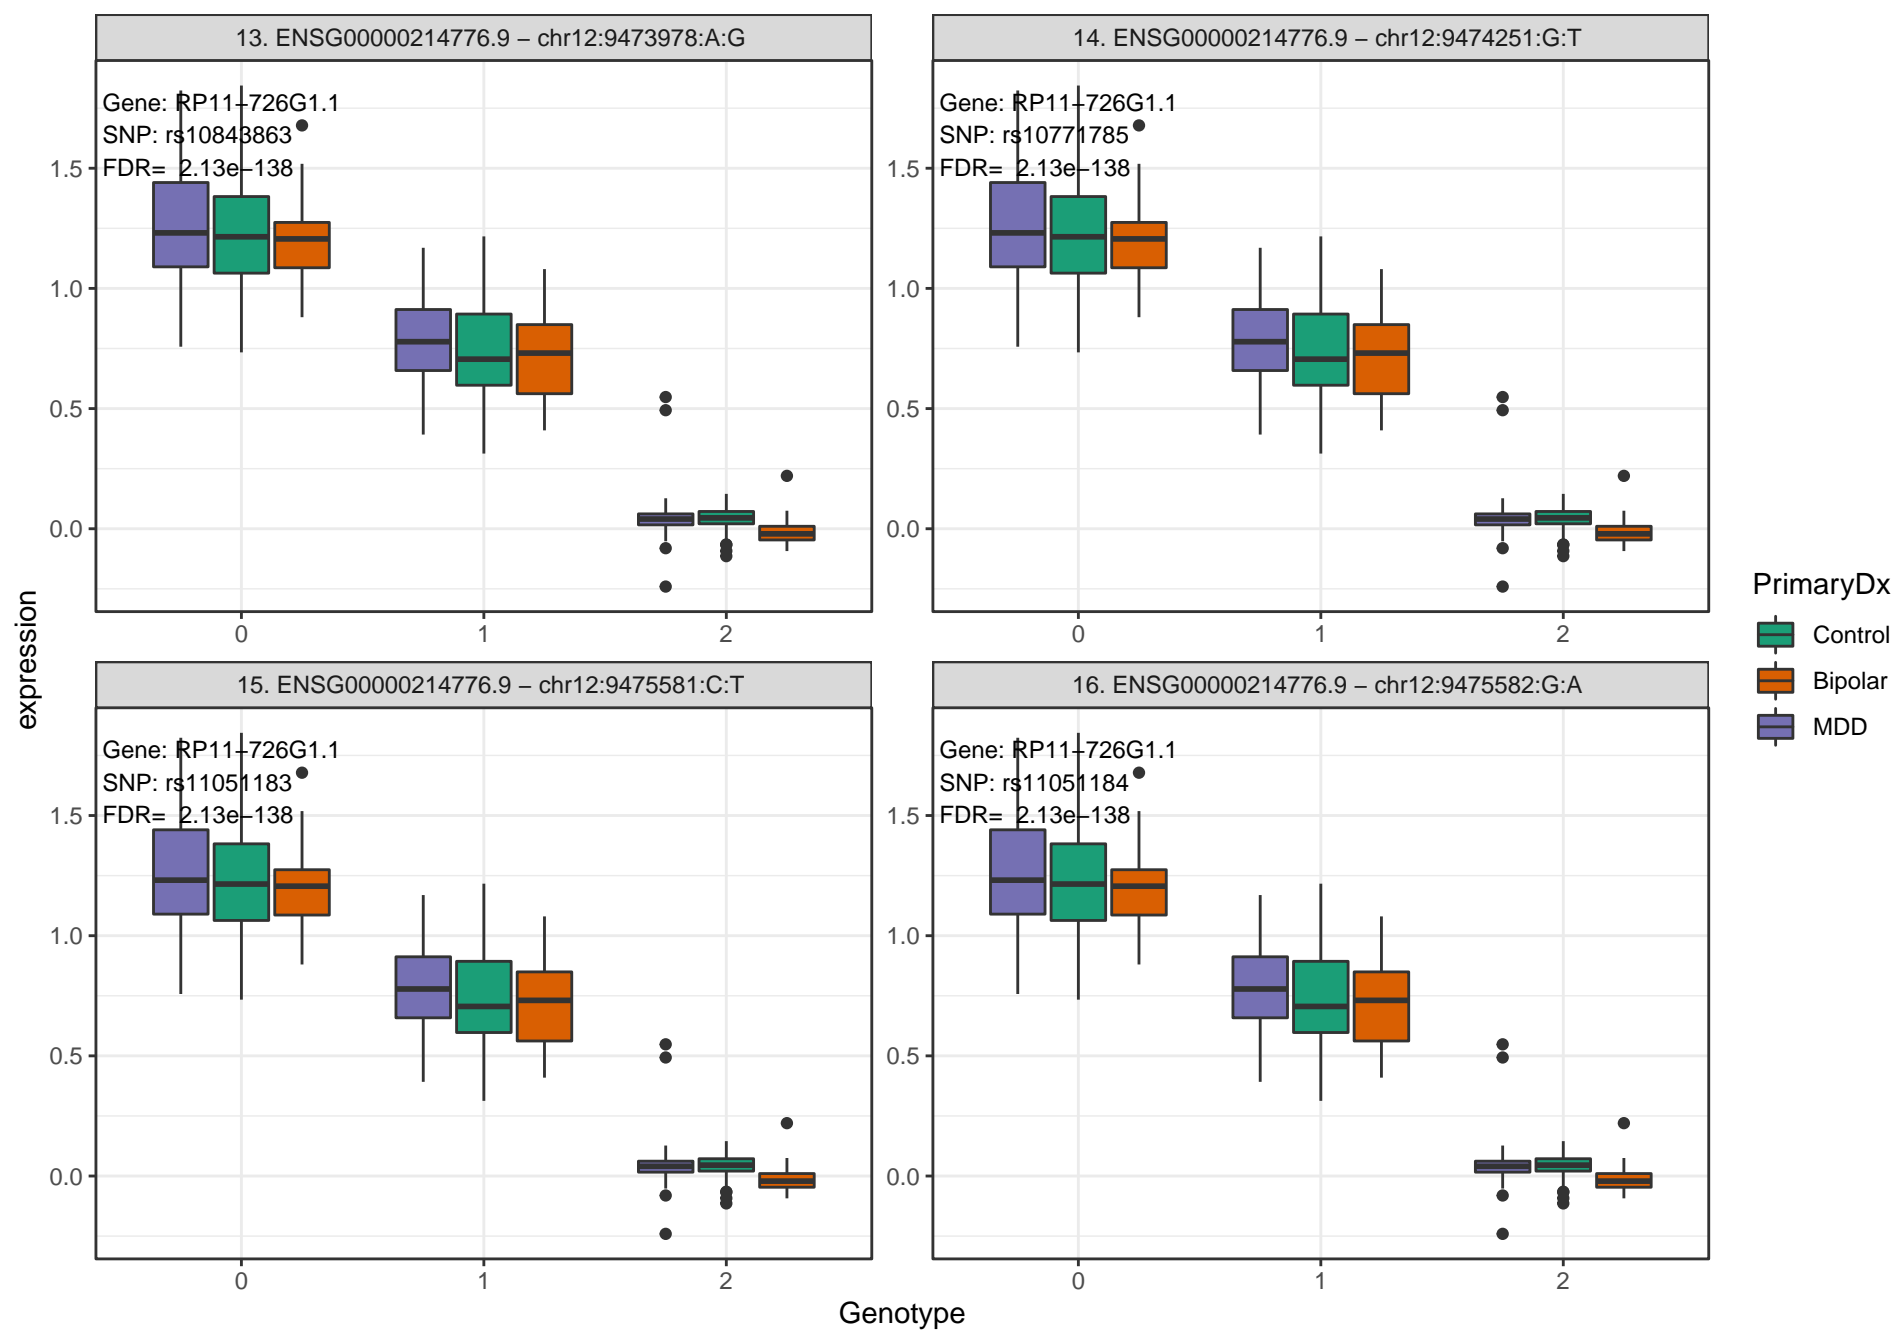 13. ENSG00000214776.9 – chr12:9473978:A:G
14. ENSG00000214776.9 – chr12:9474251:G:T
Gene: RP11–726G1.1
SNP: rs10843863
FDR= 2.13e–138
Gene: RP11–726G1.1
SNP: rs10771785
FDR= 2.13e–138
1.5
1.0
0.5
0.0
1.5
1.0
0.5
0.0
0
1
2
0
1
2
15. ENSG00000214776.9 – chr12:9475581:C:T
16. ENSG00000214776.9 – chr12:9475582:G:A
Gene: RP11–726G1.1
SNP: rs11051183
FDR= 2.13e–138
Gene: RP11–726G1.1
SNP: rs11051184
FDR= 2.13e–138
1.5
1.0
0.5
0.0
1.5
1.0
0.5
0.0
0
1
2
0
1
2
expression
Genotype
PrimaryDx
Control
Bipolar
MDD